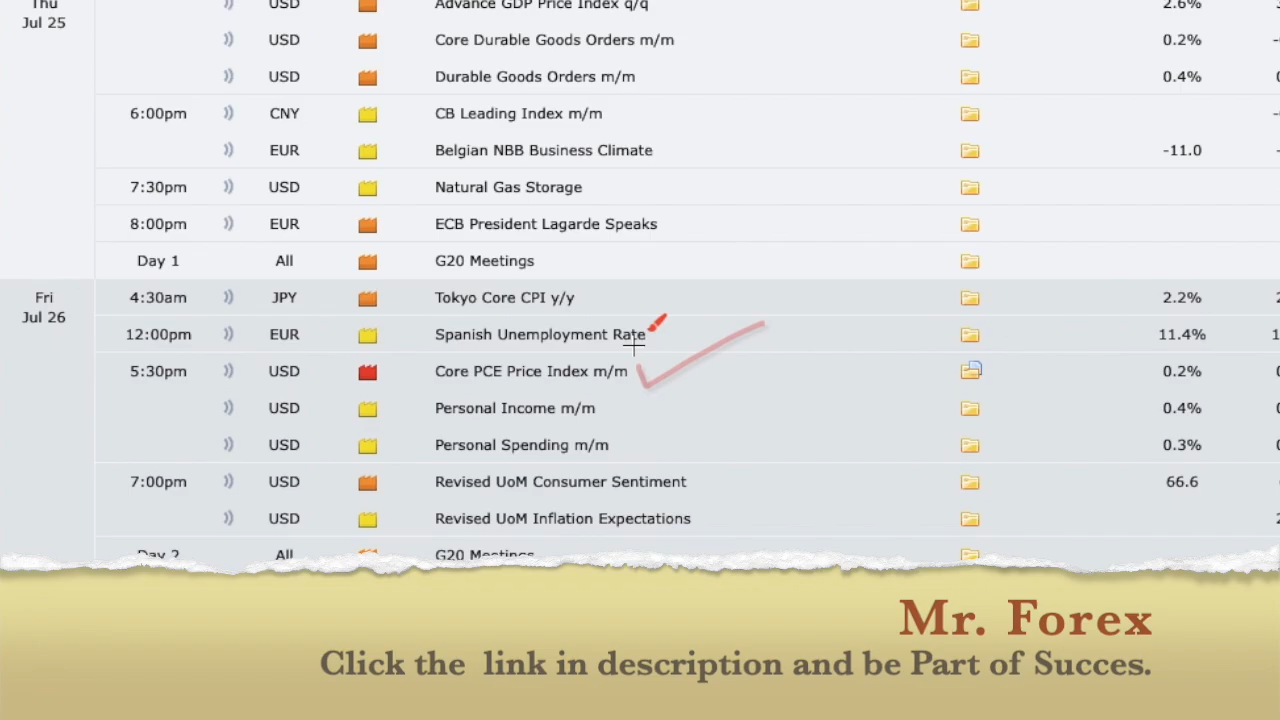 Thu
Jul 25
USD Advance GDP Price Index q/q 2.6%
USD Core Durable Goods Orders m/m 0.2%
USD Durable Goods Orders m/m 0.4%
6:00pm CNY CB Leading Index m/m
EUR Belgian NBB Business Climate -11.0
7:30pm USD Natural Gas Storage
8:00pm EUR ECB President Lagarde Speaks
Day 1 All G20 Meetings
Fri
Jul 26
4:30am JPY Tokyo Core CPI y/y 2.2%
12:00pm EUR Spanish Unemployment Rate 11.4%
5:30pm USD Core PCE Price Index m/m 0.2%
USD Personal Income m/m 0.4%
USD Personal Spending m/m 0.3%
7:00pm USD Revised UoM Consumer Sentiment 66.6
USD Revised UoM Inflation Expectations
Day 2 All G20 Meetings
Mr. Forex
Click the link in description and be Part of Succes.